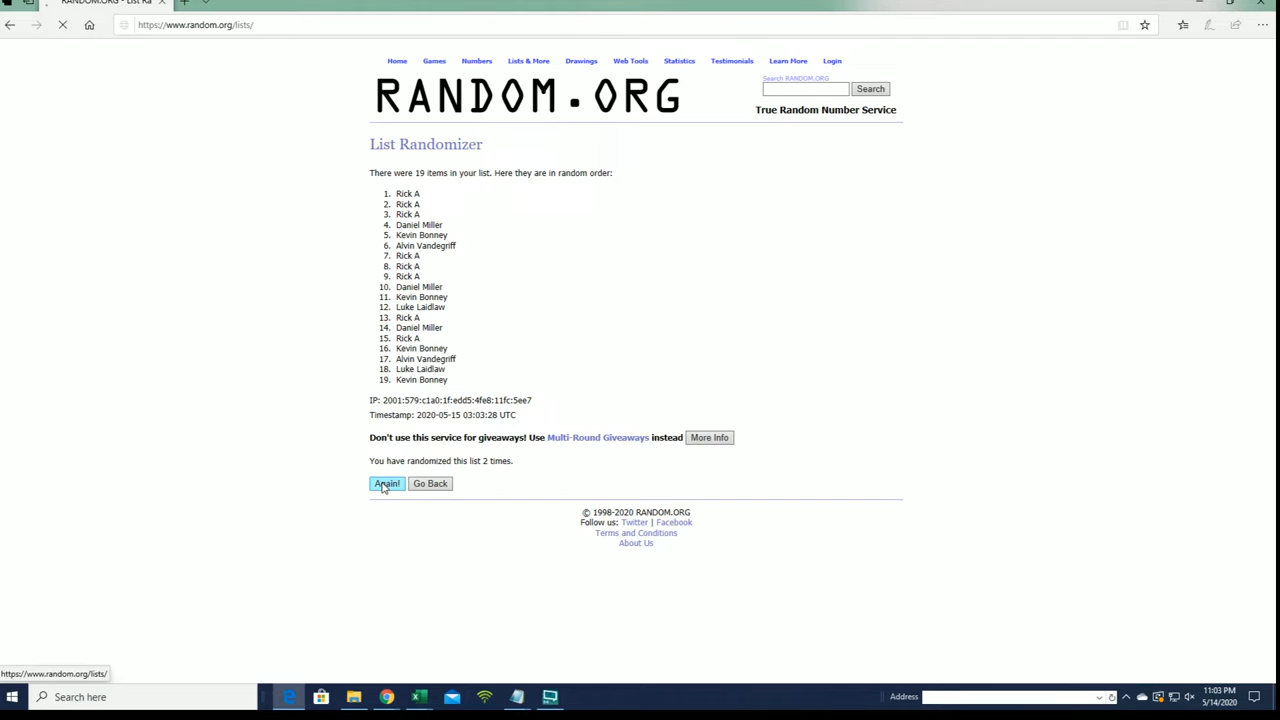 RANDOM.ORG - List Ra
https://www.random.org/lists/
Home Games Numbers Lists & More Drawings Web Tools Statistics Testimonials Learn More Login
RANDOM.ORG
Search RANDOM.ORG
Search
True Random Number Service
List Randomizer
There were 19 items in your list. Here they are in random order:
1. Rick A
2. Rick A
3. Rick A
4. Daniel Miller
5. Kevin Bonney
6. Alvin Vandegriff
7. Rick A
8. Rick A
9. Rick A
10. Daniel Miller
11. Kevin Bonney
12. Luke Laidlaw
13. Rick A
14. Daniel Miller
15. Rick A
16. Kevin Bonney
17. Alvin Vandegriff
18. Luke Laidlaw
19. Kevin Bonney
IP: 2001:579:c1a0:1f:edd5:4fe8:11fc:5ee7
Timestamp: 2020-05-15 03:03:28 UTC
Don't use this service for giveaways! Use Multi-Round Giveaways instead More Info
You have randomized this list 2 times.
Again! Go Back
© 1998-2020 RANDOM.ORG
Follow us: Twitter | Facebook
Terms and Conditions
About Us
https://www.random.org/lists/
Search here
Address
11:03 PM
5/14/2020